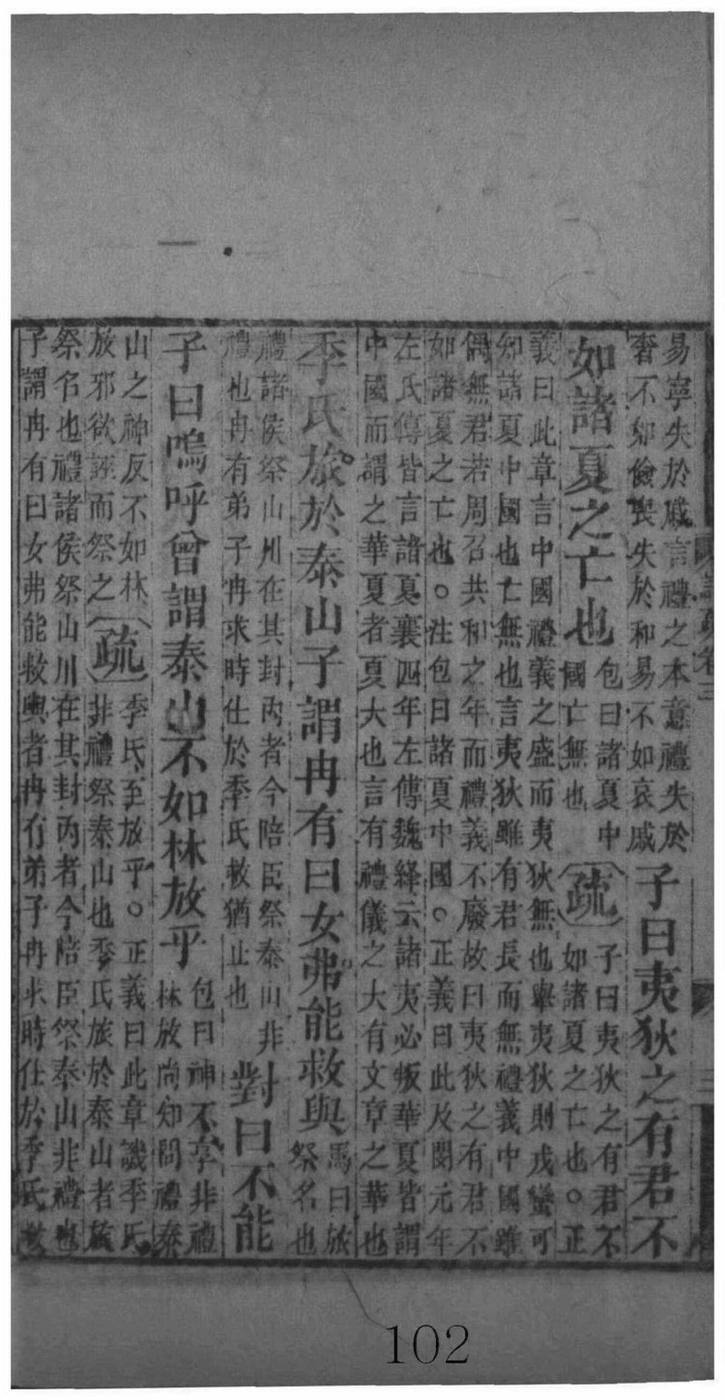 易寧失於戚言禮之本意禮失於
奢不如儉喪失於和易不如哀戚
子曰夷狄之有君不
如諸夏之亡也
包曰諸夏中
國亡無也
疏
子曰夷狄之有君不
如諸夏之亡也。正
義曰此章言中國禮義之盛而夷狄無也舉夷狄則戎蠻可
知諸夏中國也亡無也言夷狄雖有君長而無禮義中國雖
偶無君若周召共和之年而禮義不廢故曰夷狄之有君不
如諸夏之亡也。注包曰諸夏中國。正義曰此及閔元年
左氏傳皆言諸夏襄四年左傳魏絳云諸夷必叛華夏皆謂
中國而謂之華夏者夏大也言有禮儀之大有文章之華也
季氏旅於泰山子謂冉有曰女弗能救與
馬曰旅
祭名也
禮諸侯祭山川在其封內者今陪臣祭泰山非
禮也冉有弟子冉求時仕於季氏救猶止也
對曰不能
子曰嗚呼曾謂泰山不如林放乎
包曰神不享非禮
林放尚知問禮泰
山之神反不如林
放邪欲誣而祭之
疏
季氏至放乎。正義曰此章譏季氏
非禮祭泰山也季氏旅於泰山者旅
祭名也禮諸侯祭山川在其封內者今陪臣祭泰山非禮也
子謂冉有曰女弗能救與者冉有弟子冉求時仕於季氏救
102